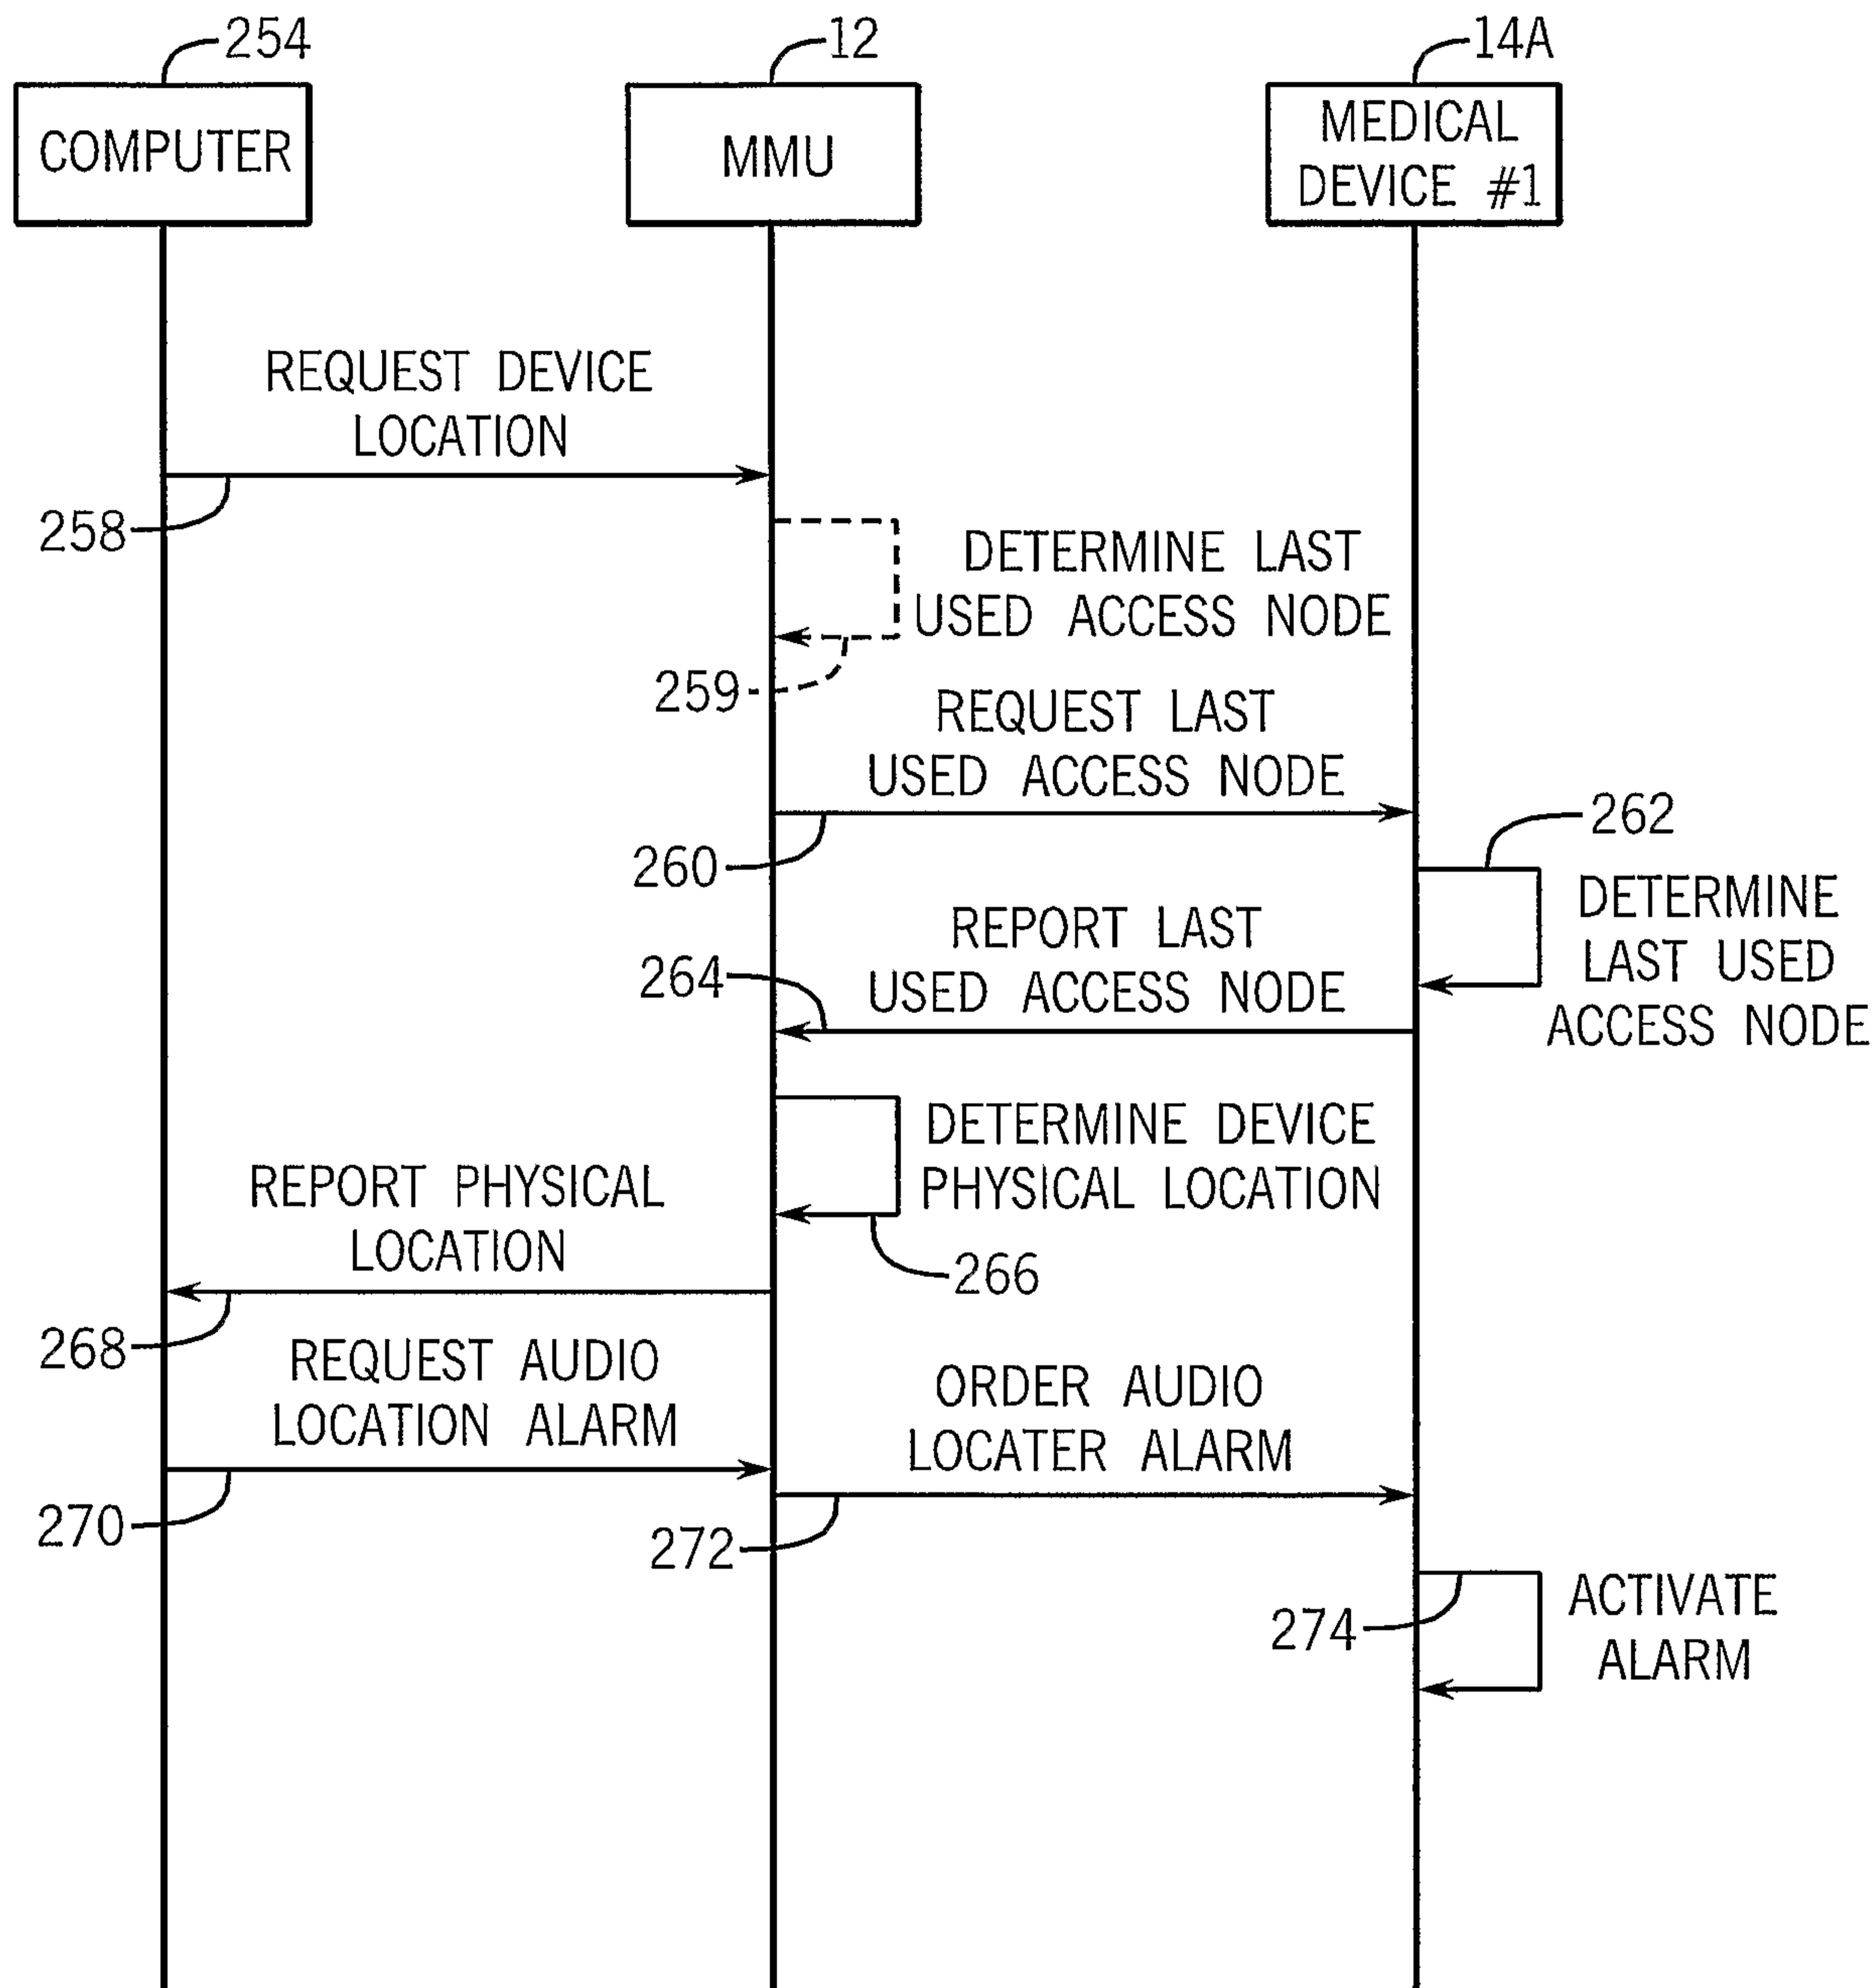 254
12
14A
COMPUTER
MMU
MEDICAL
DEVICE #1
REQUEST DEVICE
LOCATION
258
DETERMINE LAST
USED ACCESS NODE
259
REQUEST LAST
USED ACCESS NODE
260
262
DETERMINE
LAST USED
ACCESS NODE
REPORT LAST
USED ACCESS NODE
264
DETERMINE DEVICE
PHYSICAL LOCATION
266
REPORT PHYSICAL
LOCATION
268
REQUEST AUDIO
LOCATION ALARM
270
ORDER AUDIO
LOCATER ALARM
272
274
ACTIVATE
ALARM